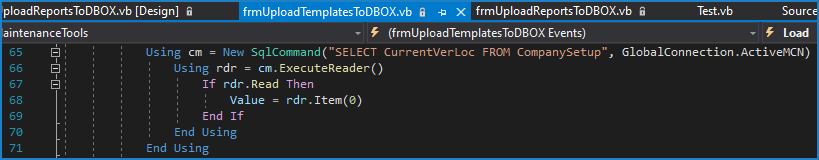 ploadReportsToDBOX.vb [Design] frmUploadTemplatesToDBOX.vb frmUploadReportsToDBOX.vb Test.vb Source
aintenanceTools (frmUploadTemplatesToDBOX Events) Load
65 Using cm = New SqlCommand("SELECT CurrentVerLoc FROM CompanySetup", GlobalConnection.ActiveMCN)
66 Using rdr = cm.ExecuteReader()
67 If rdr.Read Then
68 Value = rdr.Item(0)
69 End If
70 End Using
71 End Using